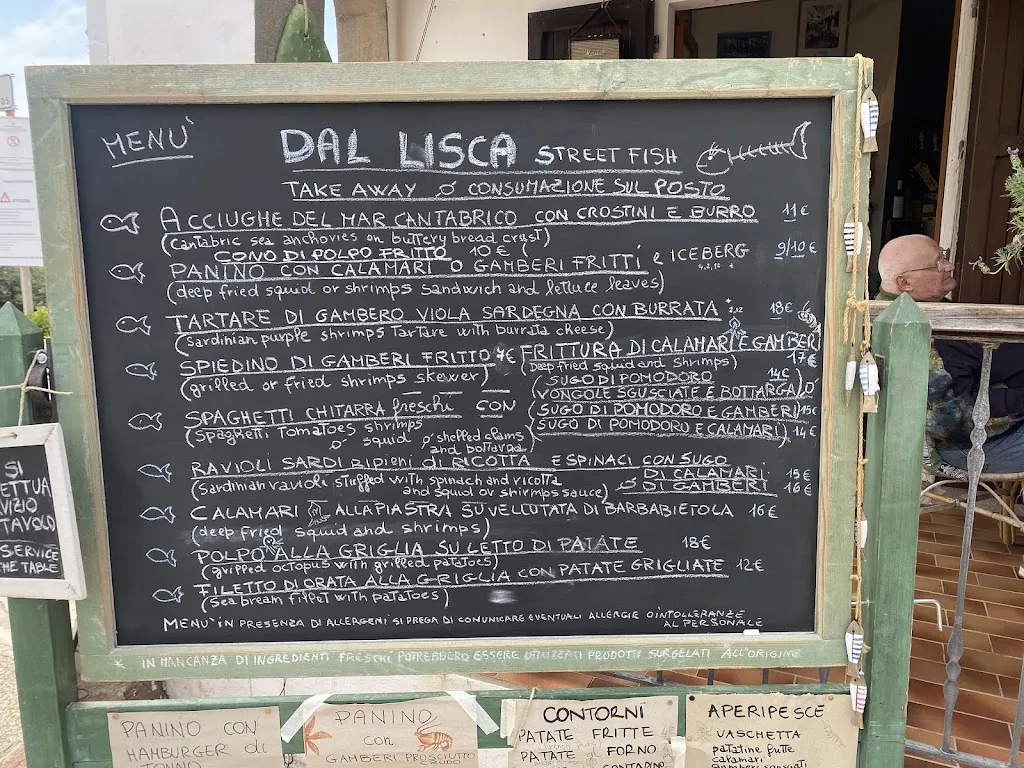 MENU'
DAL LISCA STREET FISH
TAKE AWAY O CONSUMAZIONE SUL POSTO
ACCIUGHE DEL MAR CANTABRICO CON CROSTINI E BURRO 11€
(Cantabric sea anchovies on buttery bread crust)
CONO DI POLPO FRITTO 10€
PANINO CON CALAMARI O GAMBERI FRITTI e ICEBERG 9/10€
(deep fried squid or shrimps sandwich and lettuce leaves)
TARTARE DI GAMBERO VIOLA SARDEGNA CON BURRATA* 18€
(Sardinian purple shrimps Tartare with burrata cheese)
SPIEDINO DI GAMBERI FRITTO 7€
(grilled or fried shrimps skewer)
FRITTURA DI CALAMARI E GAMBERI
(Deep fried squid and shrimps) 17€
SPAGHETTI CHITARRA freschi CON
(Spaghetti Tomatoes shrimps
o squid o shelled clams
and bottarga)
(SUGO DI POMODORO 14€
(VONGOLE SGUSCIATE E BOTTARGA) O
(SUGO DI POMODORO E GAMBERI) 15€
(SUGO DI POMODORO E CALAMARI) 14€
RAVIOLI SARDI RIPIENI di RICOTTA E SPINACI CON SUGO
DI CALAMARI 15€
O DI GAMBERI 16€
(Sardinian ravioli stuffed with spinach and ricotta
and squid or shirmps sauce)
CALAMARI ALLA PIASTRA SU VELLUTATA DI BARBABIETOLA 16€
(deep Fried squid and shrimps)
POLPO ALLA GRIGLIA SU LETTO DI PATATE 18€
(grilled octopus with grilled patatoes)
FILETTO DI ORATA ALLA GRIGLIA CON PATATE GRIGLIATE 12€
(Sea bream fillet with patatoes)
MENU' IN PRESENZA DI ALLERGENI SI PREGA DI COMUNICARE EVENTUALI ALLERGIE O INTOLLERANZE
AL PERSONALE
* IN MANCANZA DI INGREDIENTI FRESCHI POTREBBERO ESSERE UTILIZZATI PRODOTTI SURGELATI ALL'ORIGINE
SI
ETTUA
VIZIO
TAVOLO
SERVICE
THE TABLE
PANINO CON
HAMBURGER di
TONNO
PANINO
con
GAMBERI PROSCIUTTO
CRUDO
CONTORNI
PATATE FRITTE
PATATE FORNO
CONTADINO
APERIPESCE
VASCHETTA
patatine fritte
calamari